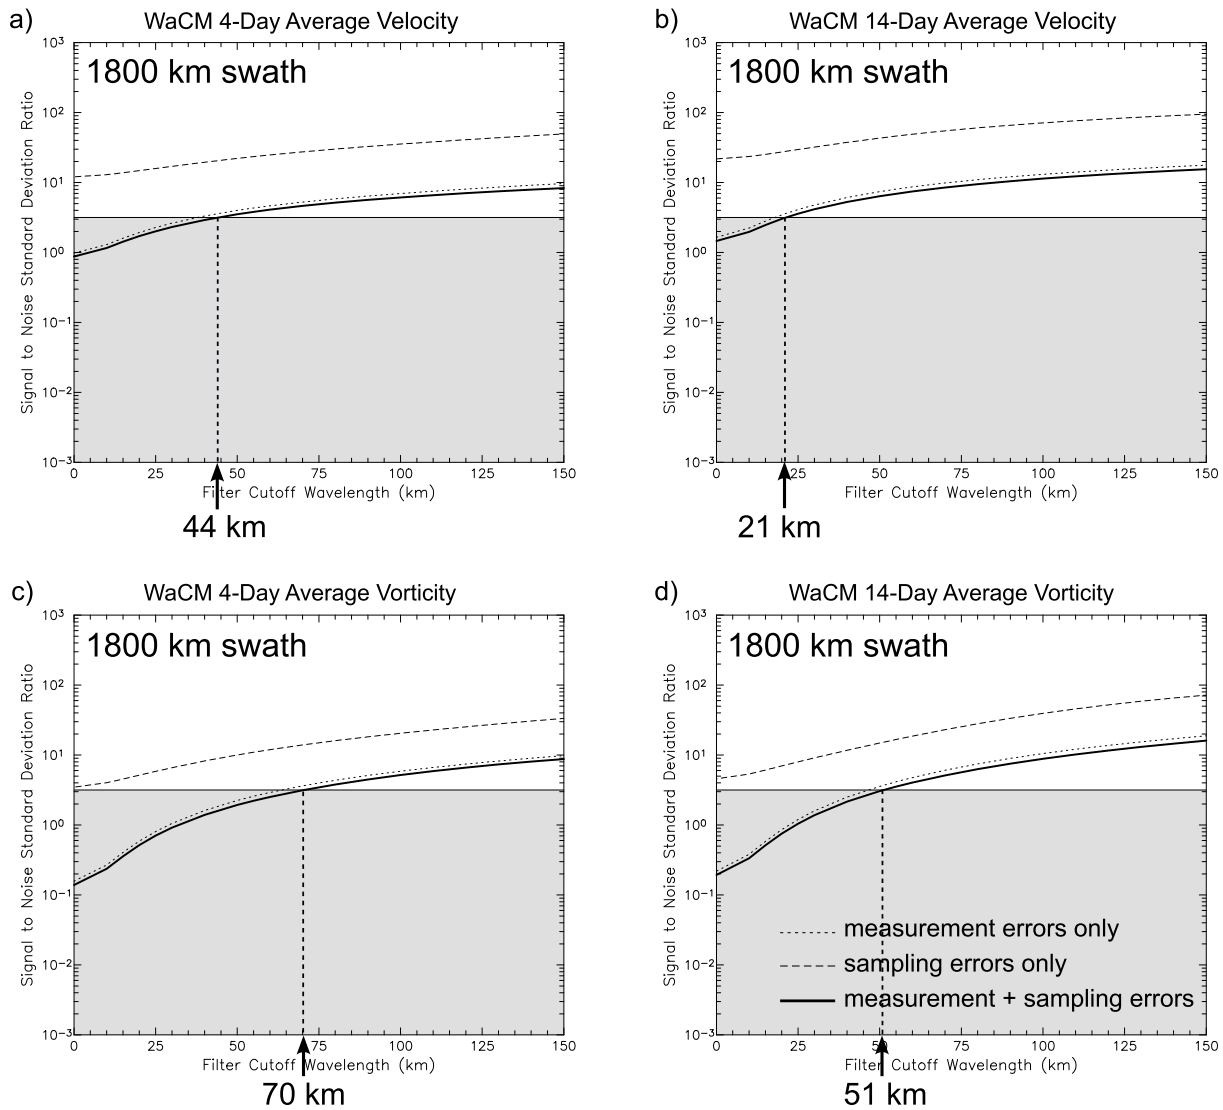 a) WaCM 4-Day Average Velocity
1800 km swath
Signal to Noise Standard Deviation Ratio
10³
10²
10¹
10⁰
10⁻¹
10⁻²
10⁻³
0 25 50 75 100 125 150
Filter Cutoff Wavelength (km)
44 km
b) WaCM 14-Day Average Velocity
1800 km swath
Signal to Noise Standard Deviation Ratio
10³
10²
10¹
10⁰
10⁻¹
10⁻²
10⁻³
0 25 50 75 100 125 150
Filter Cutoff Wavelength (km)
21 km
c) WaCM 4-Day Average Vorticity
1800 km swath
Signal to Noise Standard Deviation Ratio
10³
10²
10¹
10⁰
10⁻¹
10⁻²
10⁻³
0 25 50 75 100 125 150
Filter Cutoff Wavelength (km)
70 km
d) WaCM 14-Day Average Vorticity
1800 km swath
Signal to Noise Standard Deviation Ratio
10³
10²
10¹
10⁰
10⁻¹
10⁻²
10⁻³
measurement errors only
sampling errors only
measurement + sampling errors
0 25 50 75 100 125 150
Filter Cutoff Wavelength (km)
51 km